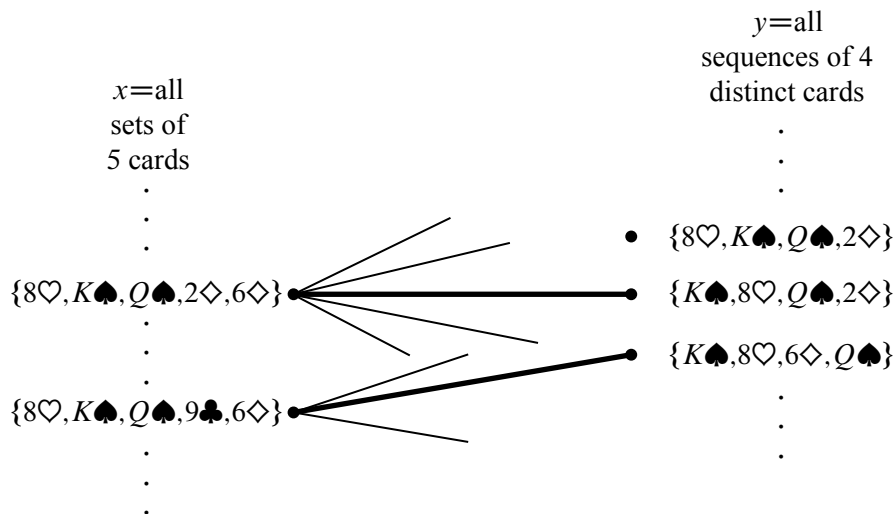 x=all
sets of
5 cards
{8♡,K♠,Q♠,2♢,6♢}
{8♡,K♠,Q♠,9♣,6♢}
y=all
sequences of 4
distinct cards
{8♡,K♠,Q♠,2♢}
{K♠,8♡,Q♠,2♢}
{K♠,8♡,6♢,Q♠}